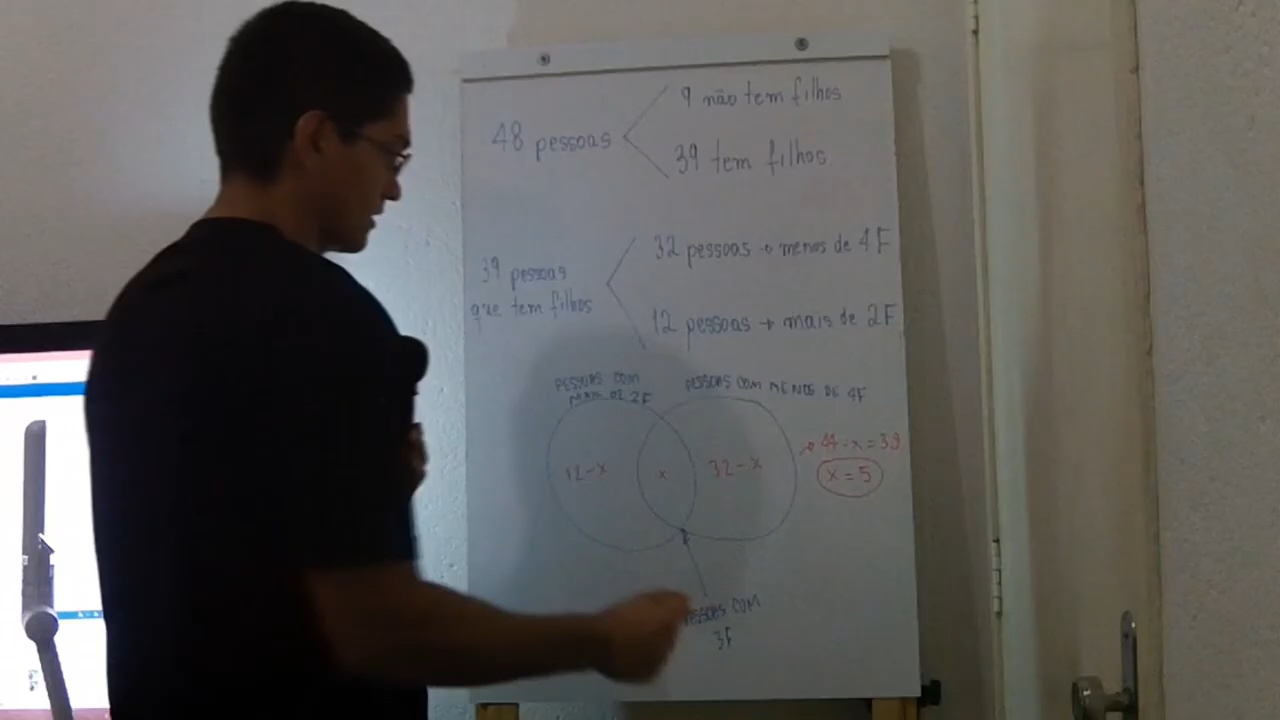 48 pessoas
9 não tem filhos
39 tem filhos
39 pessoas
que tem filhos
32 pessoas → menos de 4F
12 pessoas → mais de 2F
PESSOAS COM
MAIS DE 2F
PESSOAS COM MENOS DE 4F
12-x
x
32-x
44-x=39
x=5
PESSOAS COM
3F